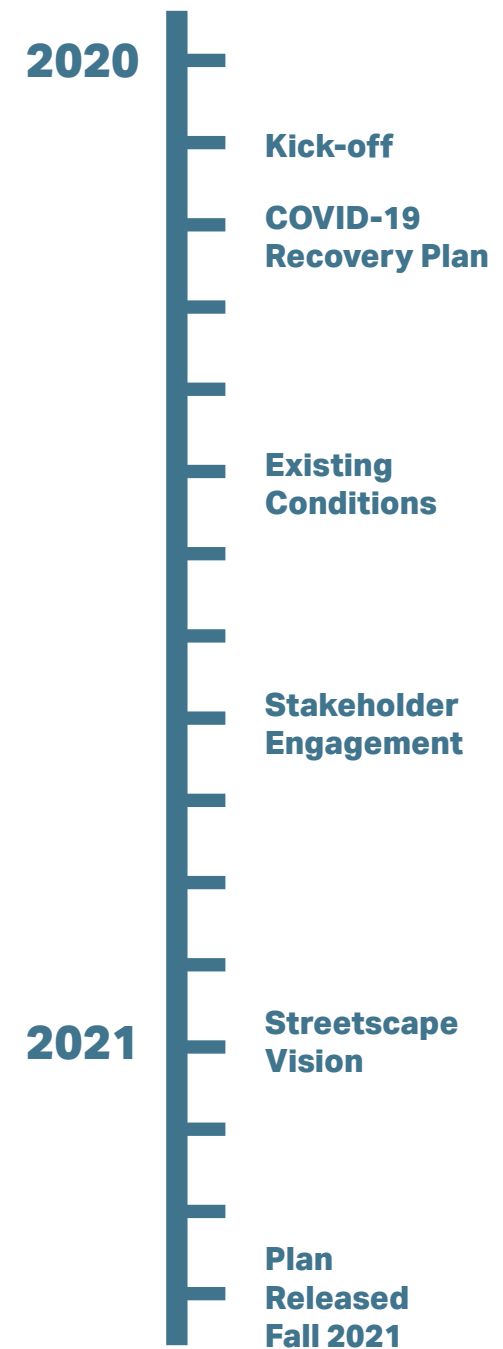 2020
Kick-off
COVID-19
Recovery Plan
Existing
Conditions
Stakeholder
Engagement
2021
Streetscape
Vision
Plan
Released
Fall 2021